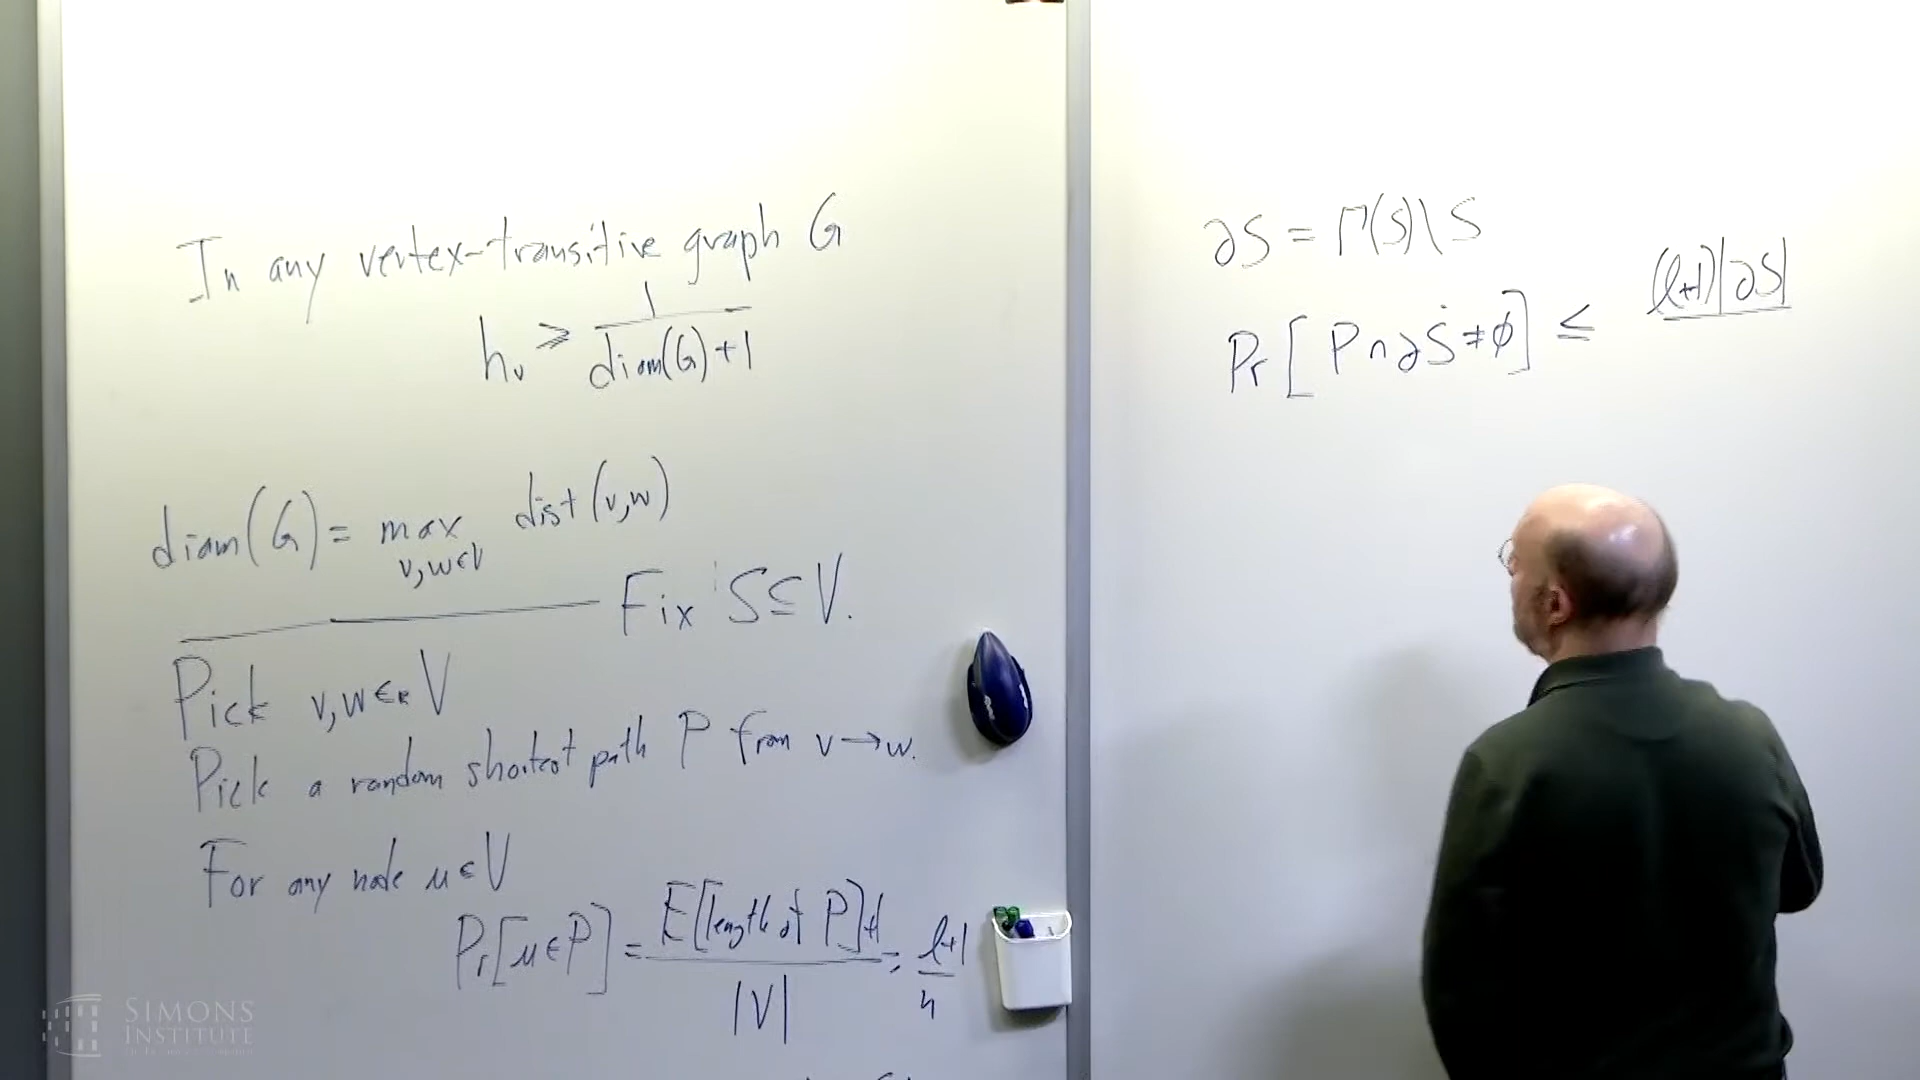 In any vertex-transitive graph G
h_v ≥ 1/(diam(G)+1)
diam(G) = max_{v,w∈V} dist(v,w)
Fix S⊆V.
Pick v,w ∈_R V
Pick a random shortest path P from v→w.
For any node u∈V
Pr[u∈P] = (E[length of P]+1)/|V| = (ℓ+1)/n
∂S = Γ(S)\S
Pr[P∩∂S≠∅] ≤ (ℓ+1)|∂S|
SIMONS
INSTITUTE